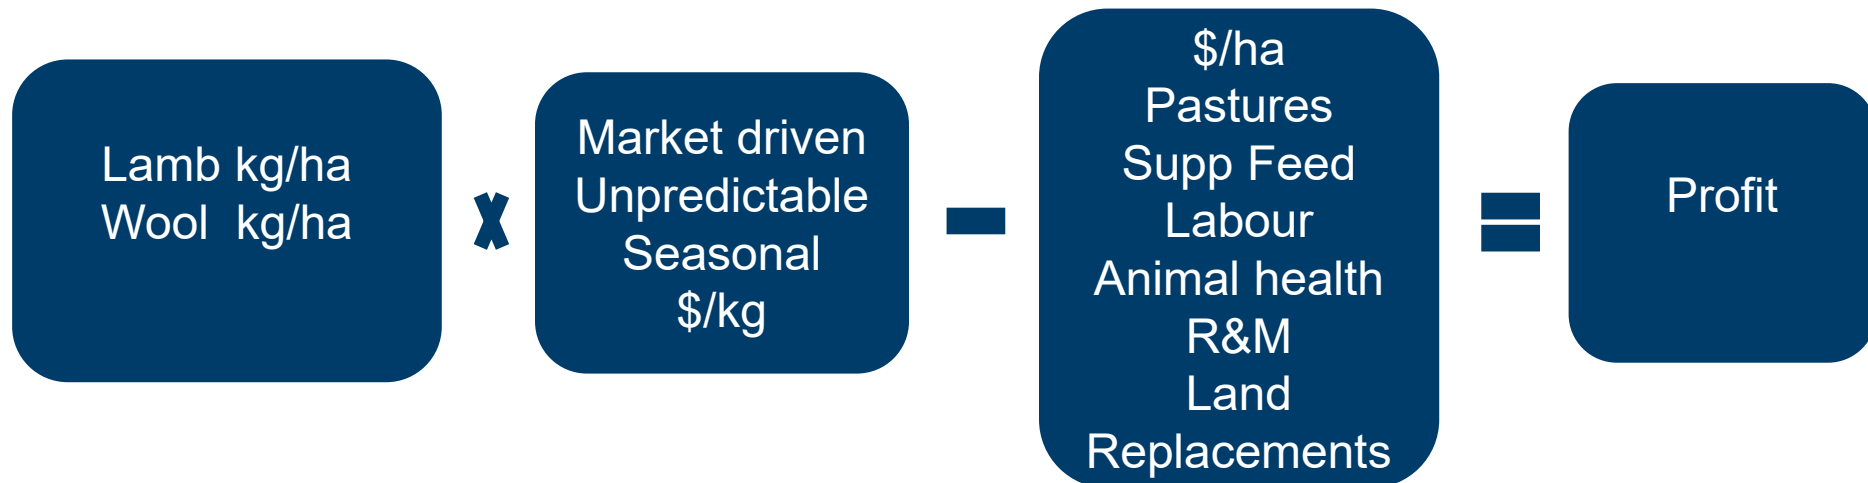 Lamb kg/ha
Wool  kg/ha
Market driven
Unpredictable
Seasonal
$/kg
$/ha
Pastures
Supp Feed
Labour
Animal health
R&M
Land
Replacements
Profit